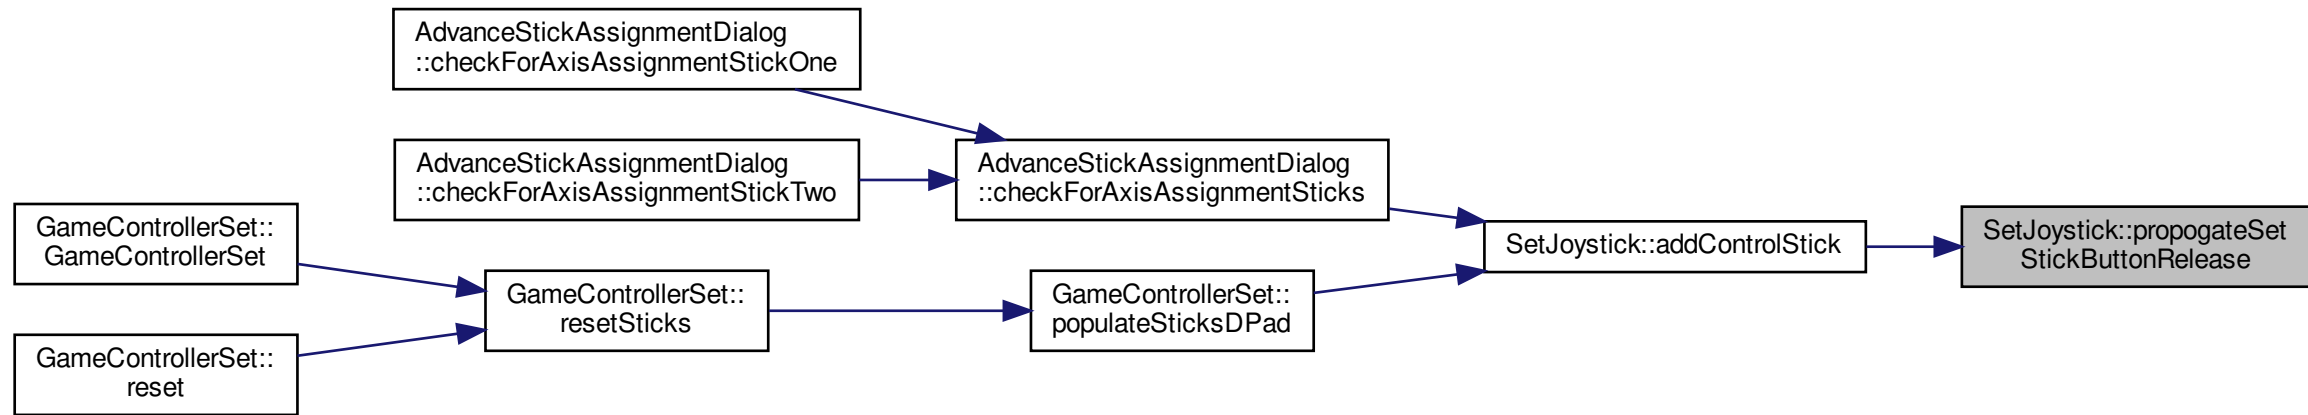 AdvanceStickAssignmentDialog
::checkForAxisAssignmentStickOne
AdvanceStickAssignmentDialog
::checkForAxisAssignmentStickTwo
AdvanceStickAssignmentDialog
::checkForAxisAssignmentSticks
GameControllerSet::
GameControllerSet
SetJoystick::addControlStick
SetJoystick::propogateSet
StickButtonRelease
GameControllerSet::
resetSticks
GameControllerSet::
populateSticksDPad
GameControllerSet::
reset